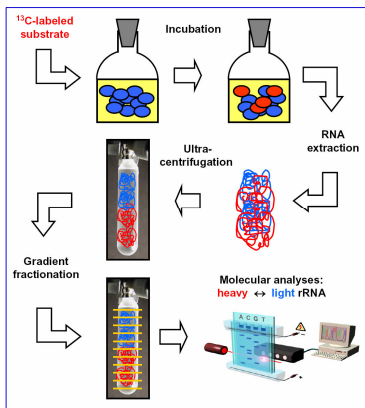 ¹³C-labeled
substrate
Incubation
RNA
extraction
Ultra-
centrifugation
Gradient
fractionation
Molecular analyses:
heavy ↔ light rRNA
A C G T